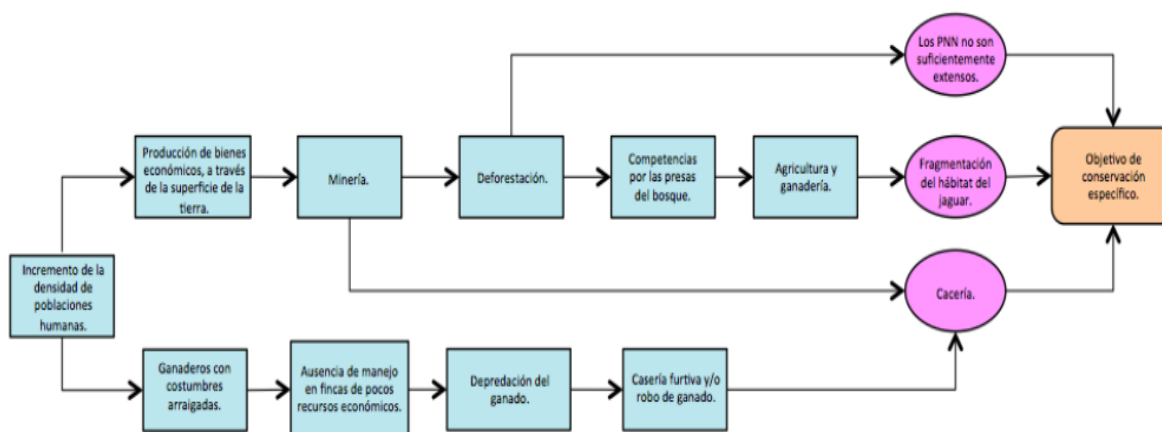 Los PNN no son
suficientemente
extensos.
Producción de bienes
económicos, a través
de la superficie de la
tierra.
Minería.
Deforestación.
Competencias
por las presas
del bosque.
Agricultura y
ganadería.
Fragmentación
del hábitat del
jaguar.
Objetivo de
conservación
específico.
Incremento de la
densidad de
poblaciones
humanas.
Cacería.
Ganaderos con
costumbres
arraigadas.
Ausencia de manejo
en fincas de pocos
recursos económicos.
Depredación del
ganado.
Casería furtiva y/o
robo de ganado.